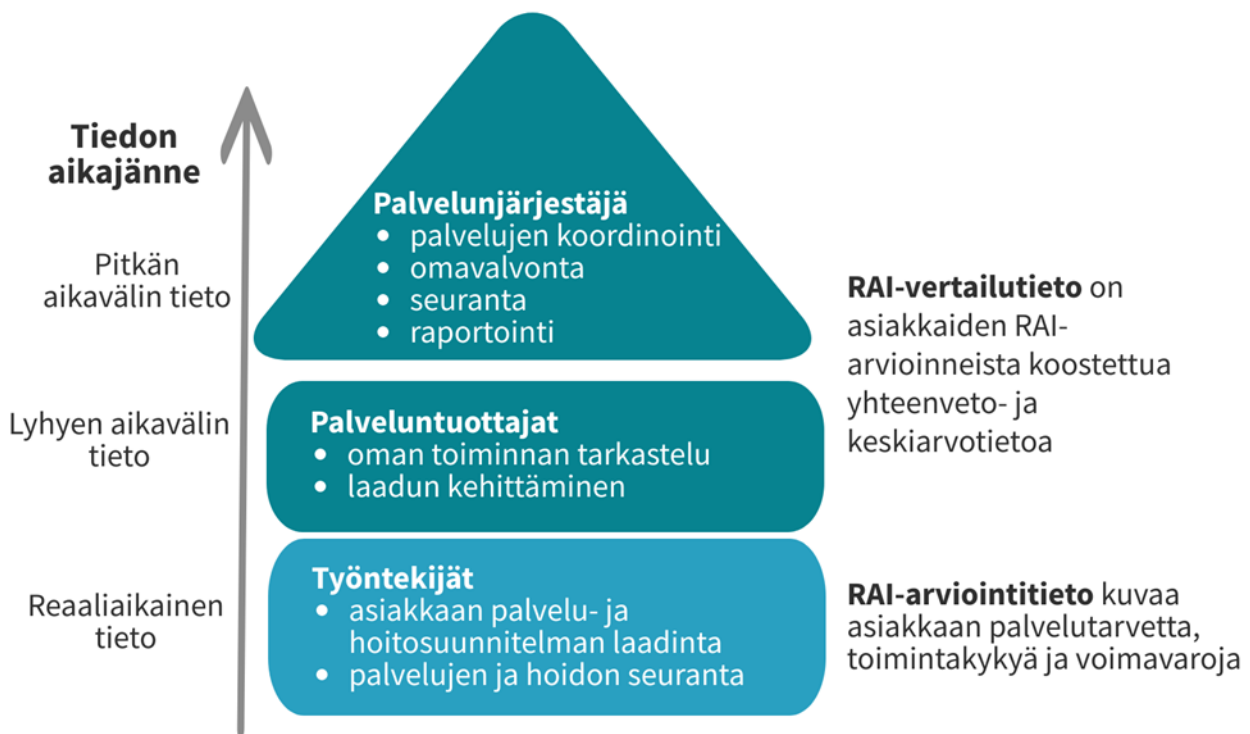 Tiedon
aikajänne
Pitkän
aikavälin tieto
Lyhyen aikavälin
tieto
Reaaliaikainen
tieto
Palvelunjärjestäjä
• palvelujen koordinointi
• omavalvonta
• seuranta
• raportointi
Palveluntuottajat
• oman toiminnan tarkastelu
• laadun kehittäminen
Työntekijät
• asiakkaan palvelu- ja
hoitosuunnitelman laadinta
• palvelujen ja hoidon seuranta
RAI-vertailutieto on
asiakkaiden RAI-
arvioinneista koostettua
yhteenveto- ja
keskiarvotietoa
RAI-arviointitieto kuvaa
asiakkaan palvelutarvetta,
toimintakykyä ja voimavaroja